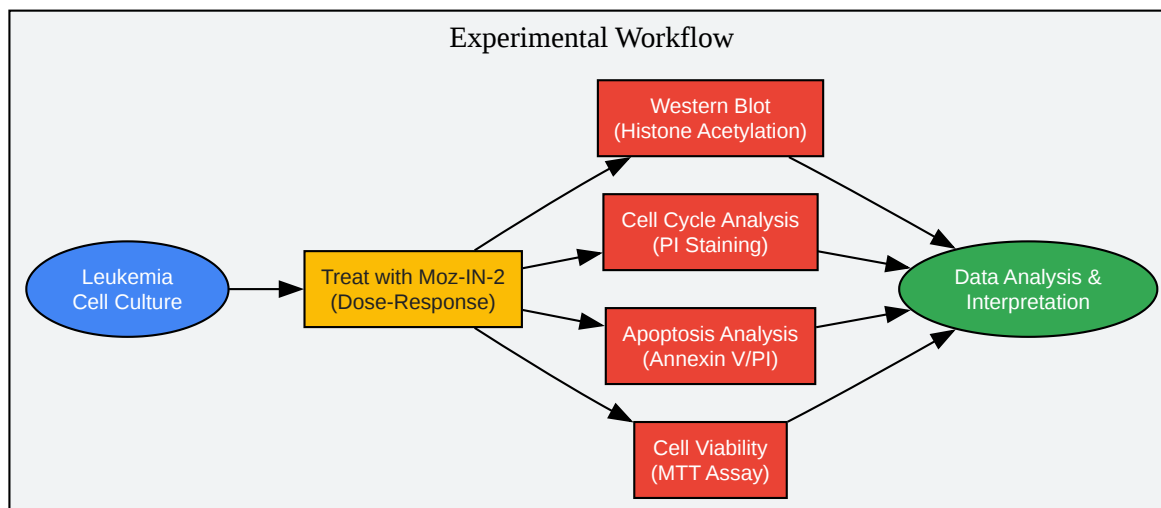 Experimental Workflow
Leukemia
Cell Culture
Treat with Moz-IN-2
(Dose-Response)
Western Blot
(Histone Acetylation)
Cell Cycle Analysis
(PI Staining)
Apoptosis Analysis
(Annexin V/PI)
Cell Viability
(MTT Assay)
Data Analysis &
Interpretation